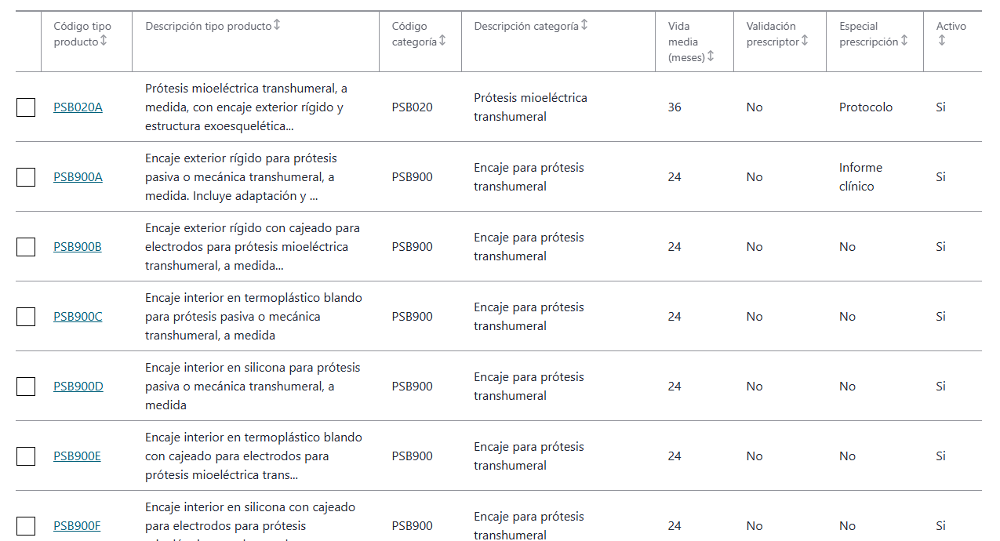 Código tipo producto
Descripción tipo producto
Código categoría
Descripción categoría
Vida media (meses)
Validación prescriptor
Especial prescripción
Activo
PSB020A
Prótesis mioeléctrica transhumeral, a
medida, con encaje exterior rígido y
estructura exoesquelética...
PSB020
Prótesis mioeléctrica
transhumeral
36
No
Protocolo
Si
PSB900A
Encaje exterior rígido para prótesis
pasiva o mecánica transhumeral, a
medida. Incluye adaptación y ...
PSB900
Encaje para prótesis
transhumeral
24
No
Informe
clínico
Si
PSB900B
Encaje exterior rígido con cajeado para
electrodos para prótesis mioeléctrica
transhumeral, a medida...
PSB900
Encaje para prótesis
transhumeral
24
No
No
Si
PSB900C
Encaje interior en termoplástico blando
para prótesis pasiva o mecánica
transhumeral, a medida
PSB900
Encaje para prótesis
transhumeral
24
No
No
Si
PSB900D
Encaje interior en silicona para prótesis
pasiva o mecánica transhumeral, a
medida
PSB900
Encaje para prótesis
transhumeral
24
No
No
Si
PSB900E
Encaje interior en termoplástico blando
con cajeado para electrodos para
prótesis mioeléctrica trans...
PSB900
Encaje para prótesis
transhumeral
24
No
No
Si
PSB900F
Encaje interior en silicona con cajeado
para electrodos para prótesis
PSB900
Encaje para prótesis
transhumeral
24
No
No
Si